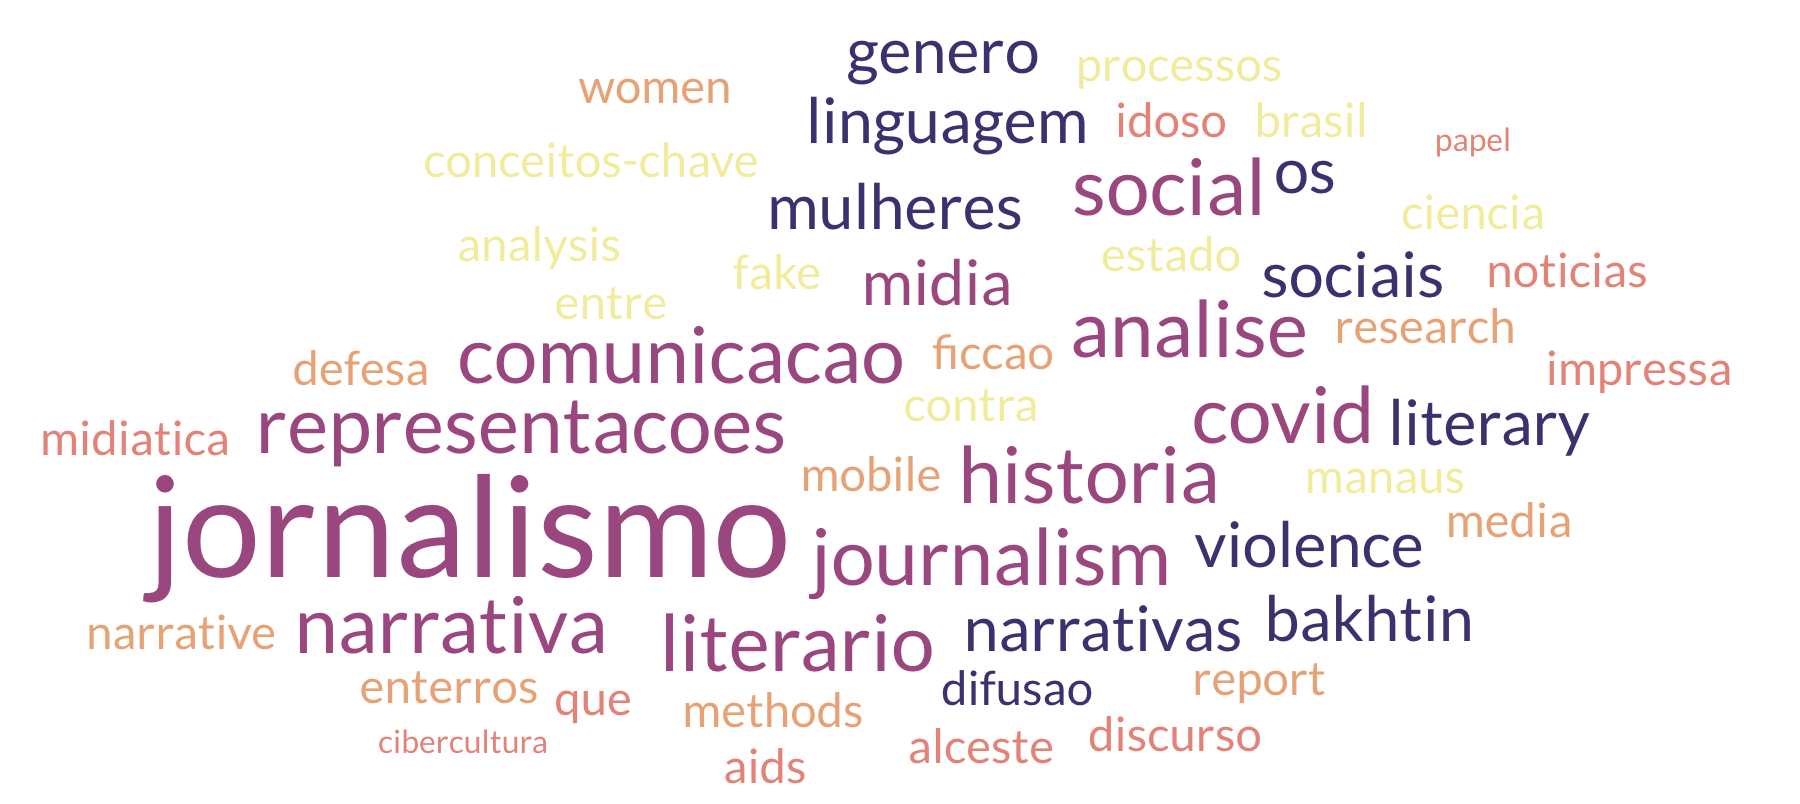 genero
women processos
linguagem idoso brasil
papel
conceitos-chave
social os
mulheres ciencia
analysis estado
fake midia sociais noticias
entre
analise research
defesa comunicacao ficcao impressa
contra covid literary
midiatica representacoes
mobile historia manaus
jornalismo media
journalism violence
narrative narrativa literario narrativas bakhtin
enterros que difusao report
methods
cibercultura alceste discurso
aids